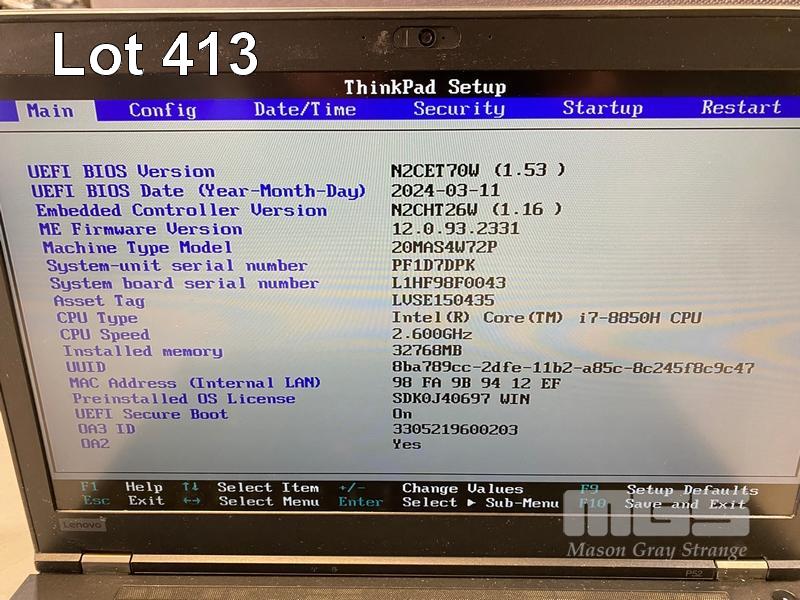 Lot 413
ThinkPad Setup
Main Config Date/Time Security Startup Restart
UEFI BIOS Version N2CET70W (1.53 )
UEFI BIOS Date (Year-Month-Day) 2024-03-11
Embedded Controller Version N2CHT26W (1.16 )
ME Firmware Version 12.0.93.2331
Machine Type Model 20MAS4W72P
System-unit serial number PF1D7DPK
System board serial number L1HF98F0043
Asset Tag LVSE150435
CPU Type Intel(R) Core(TM) i7-8850H CPU
CPU Speed 2.600GHz
Installed memory 32768MB
UUID 8ba789cc-2dfe-11b2-a85c-8c245f8c9c47
MAC Address (Internal LAN) 98 FA 9B 94 12 EF
Preinstalled OS License SDK0J40697 WIN
UEFI Secure Boot On
OA3 ID 3305219600203
OA2 Yes
F1 Help ↑↓ Select Item +/- Change Values F9 Setup Defaults
Esc Exit ←→ Select Menu Enter Select ▶ Sub-Menu F10 Save and Exit
Lenovo
MGS
Mason Gray Strange
P52